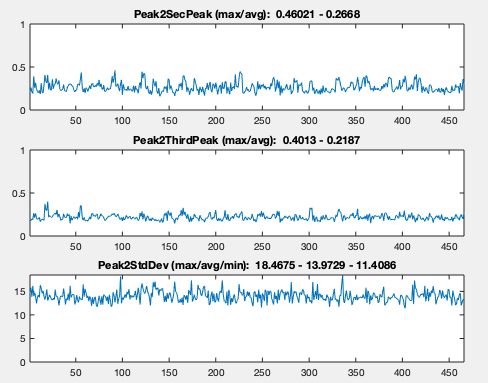 Peak2SecPeak (max/avg): 0.46021 - 0.2668
1
0.5
0
50 100 150 200 250 300 350 400 450
Peak2ThirdPeak (max/avg): 0.4013 - 0.2187
1
0.5
0
50 100 150 200 250 300 350 400 450
Peak2StdDev (max/avg/min): 18.4675 - 13.9729 - 11.4086
15
10
5
0
50 100 150 200 250 300 350 400 450